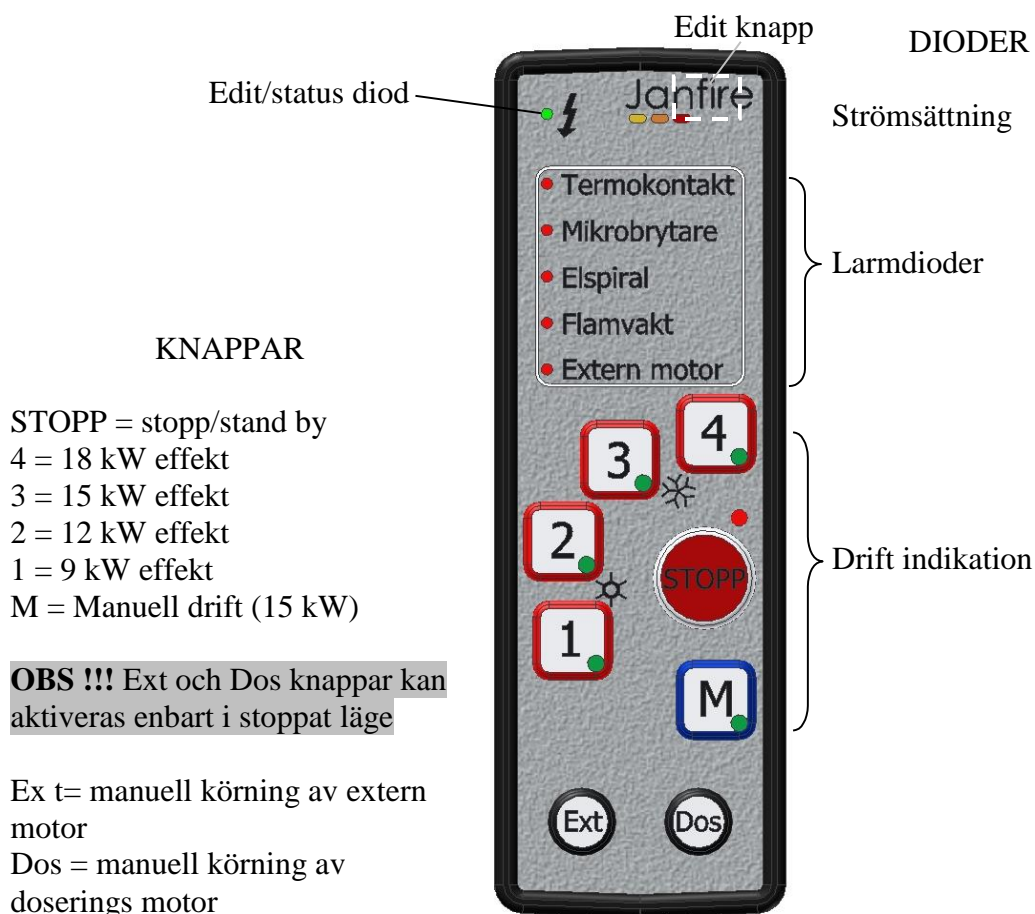 Edit knapp
DIODER
Edit/status diod
Janfire
Strömsättning
Termokontakt
Mikrobrytare
Elspiral
Flamvakt
Extern motor
Larmdioder
KNAPPAR
STOPP = stopp/stand by
4 = 18 kW effekt
3 = 15 kW effekt
2 = 12 kW effekt
1 = 9 kW effekt
M = Manuell drift (15 kW)
OBS !!! Ext och Dos knappar kan
aktiveras enbart i stoppat läge
Ex t= manuell körning av extern
motor
Dos = manuell körning av
doserings motor
4
3
2
STOPP
1
M
Drift indikation
Ext
Dos